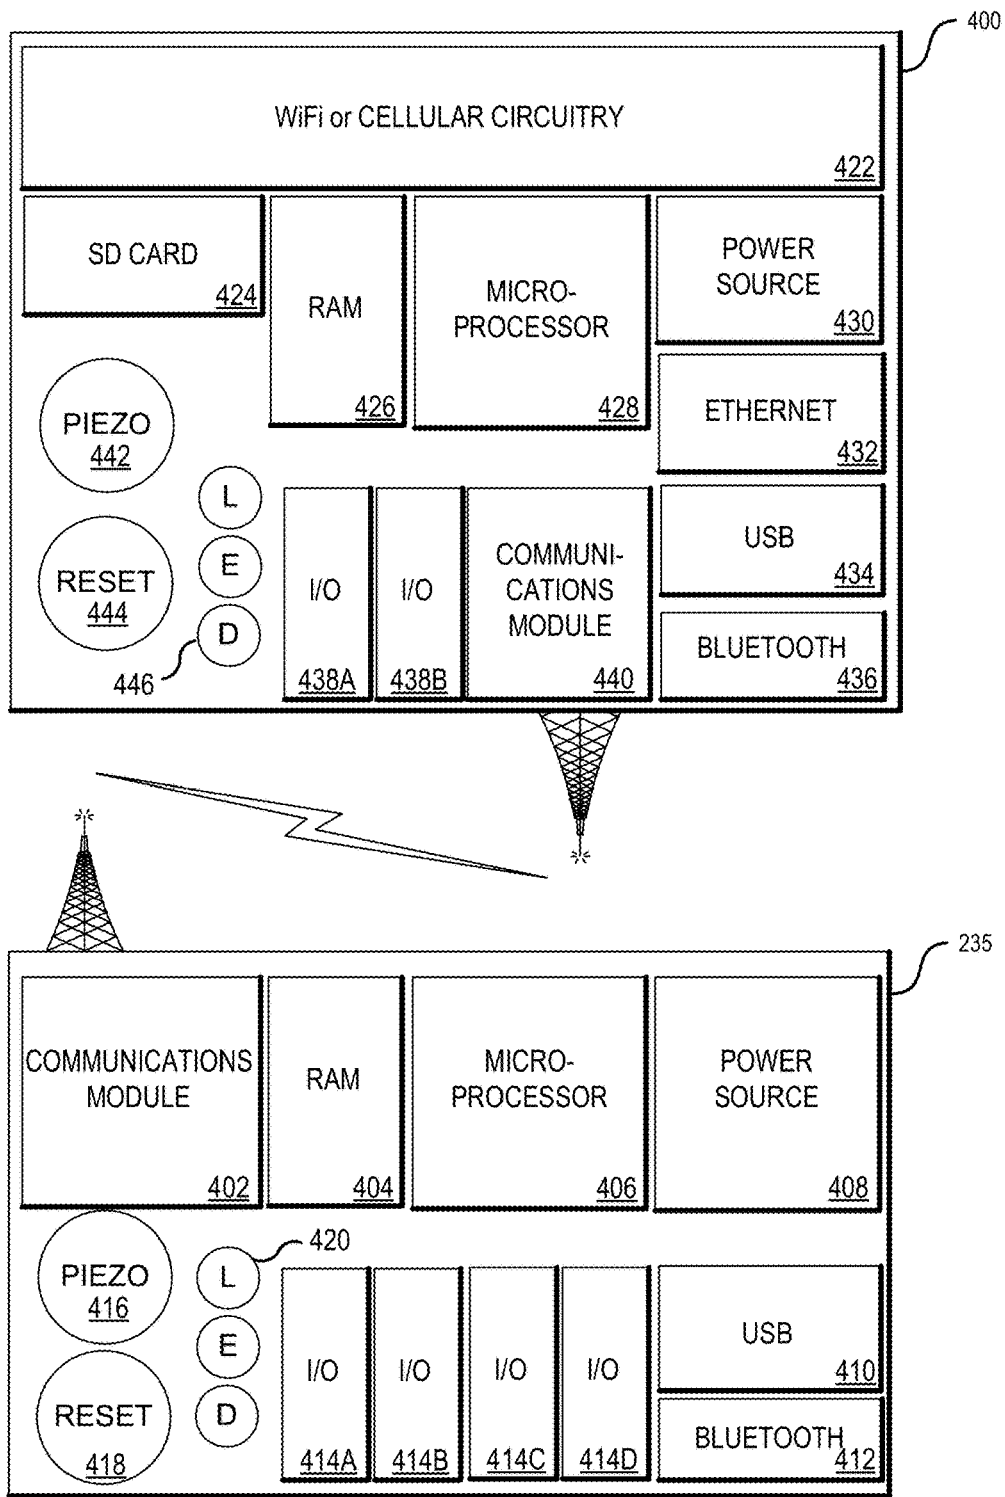 400
WiFi or CELLULAR CIRCUITRY
422
SD CARD
424
RAM
426
MICRO-
PROCESSOR
428
POWER
SOURCE
430
ETHERNET
432
PIEZO
442
RESET
444
L
E
D
446
I/O
438A
I/O
438B
COMMUNI-
CATIONS
MODULE
440
USB
434
BLUETOOTH
436
235
COMMUNICATIONS
MODULE
402
RAM
404
MICRO-
PROCESSOR
406
POWER
SOURCE
408
PIEZO
416
RESET
418
420
L
E
D
I/O
414A
I/O
414B
I/O
414C
I/O
414D
USB
410
BLUETOOTH
412